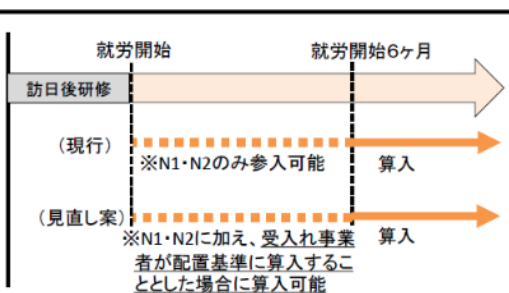 就労開始
就労開始6ヶ月
訪日後研修
（現行）
※N1・N2のみ参入可能
算入
（見直し案）
※N1・N2に加え、受入れ事業
者が配置基準に算入するこ
ととした場合に算入可能
算入